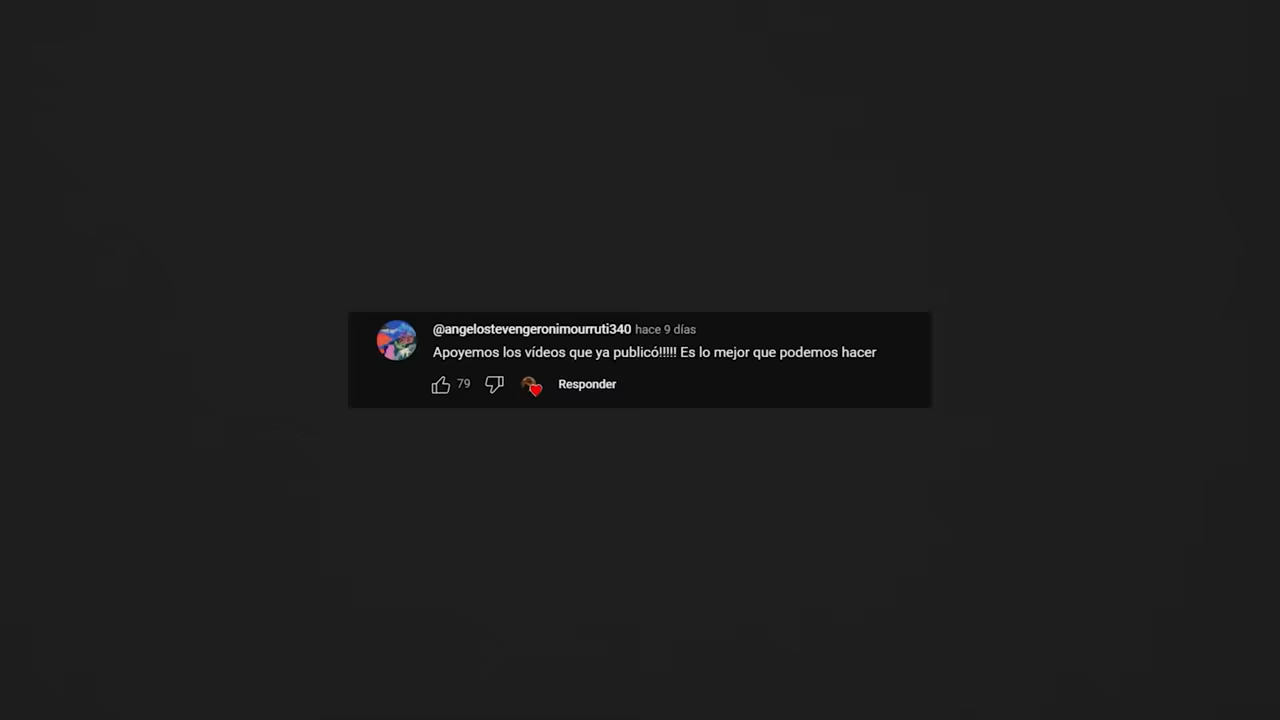 @angelostevengeronimourruti340 hace 9 días
Apoyemos los vídeos que ya publicó!!!!! Es lo mejor que podemos hacer
79 Responder